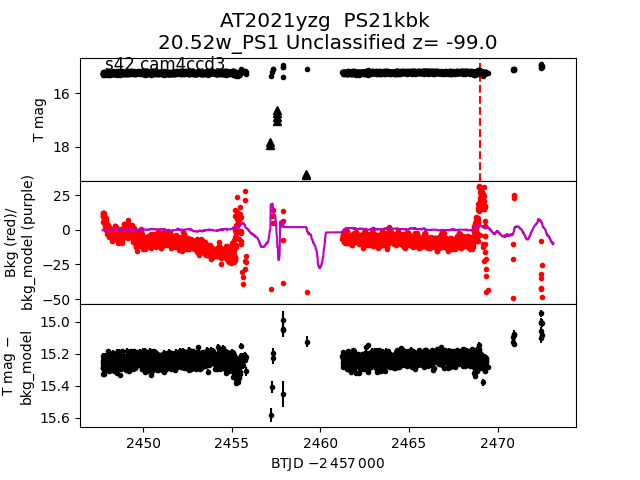 AT2021yzg PS21kbk
20.52w_PS1 Unclassified z= -99.0
s42 cam4ccd3
T mag
16
18
Bkg (red)/
bkg_model (purple)
25
0
−25
−50
T mag −
bkg_model
15.0
15.2
15.4
15.6
2450
2455
2460
2465
2470
BTJD −2 457 000